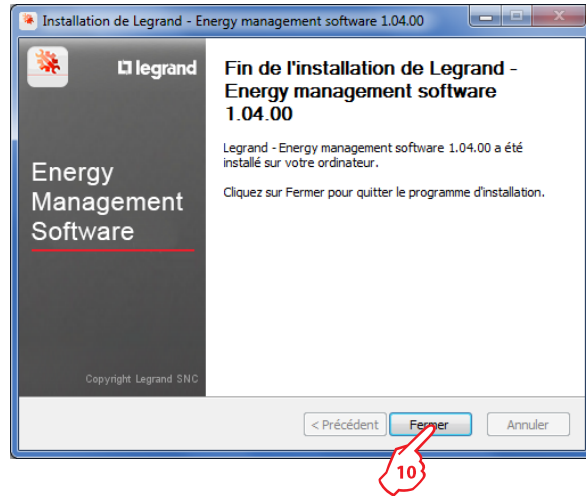 Installation de Legrand - Energy management software 1.04.00
legrand
Fin de l'installation de Legrand -
Energy management software
1.04.00
Legrand - Energy management software 1.04.00 a été
installé sur votre ordinateur.
Cliquez sur Fermer pour quitter le programme d'installation.
Energy
Management
Software
Copyright Legrand SNC
< Précédent
Fermer
Annuler
10